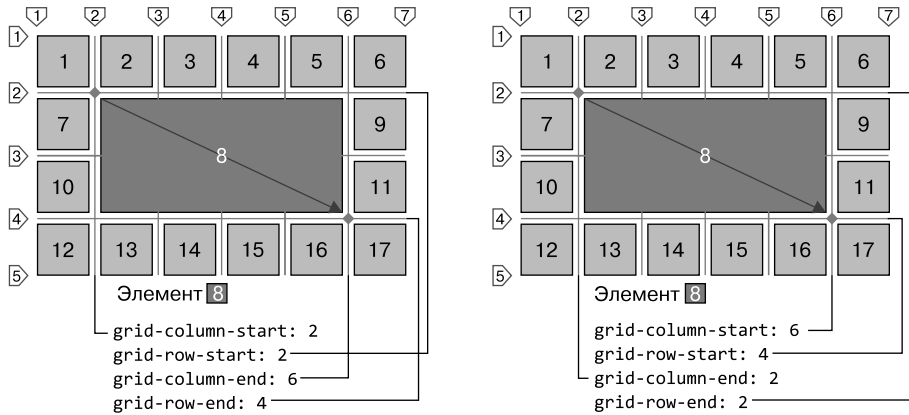 1 2 3 4 5 6 7
1
1 2 3 4 5 6
2
7 9
3
8
10 11
4
12 13 14 15 16 17
5
Элемент 8
grid-column-start: 2
grid-row-start: 2
grid-column-end: 6
grid-row-end: 4
1 2 3 4 5 6 7
1
1 2 3 4 5 6
2
7 9
3
8
10 11
4
12 13 14 15 16 17
5
Элемент 8
grid-column-start: 6
grid-row-start: 4
grid-column-end: 2
grid-row-end: 2